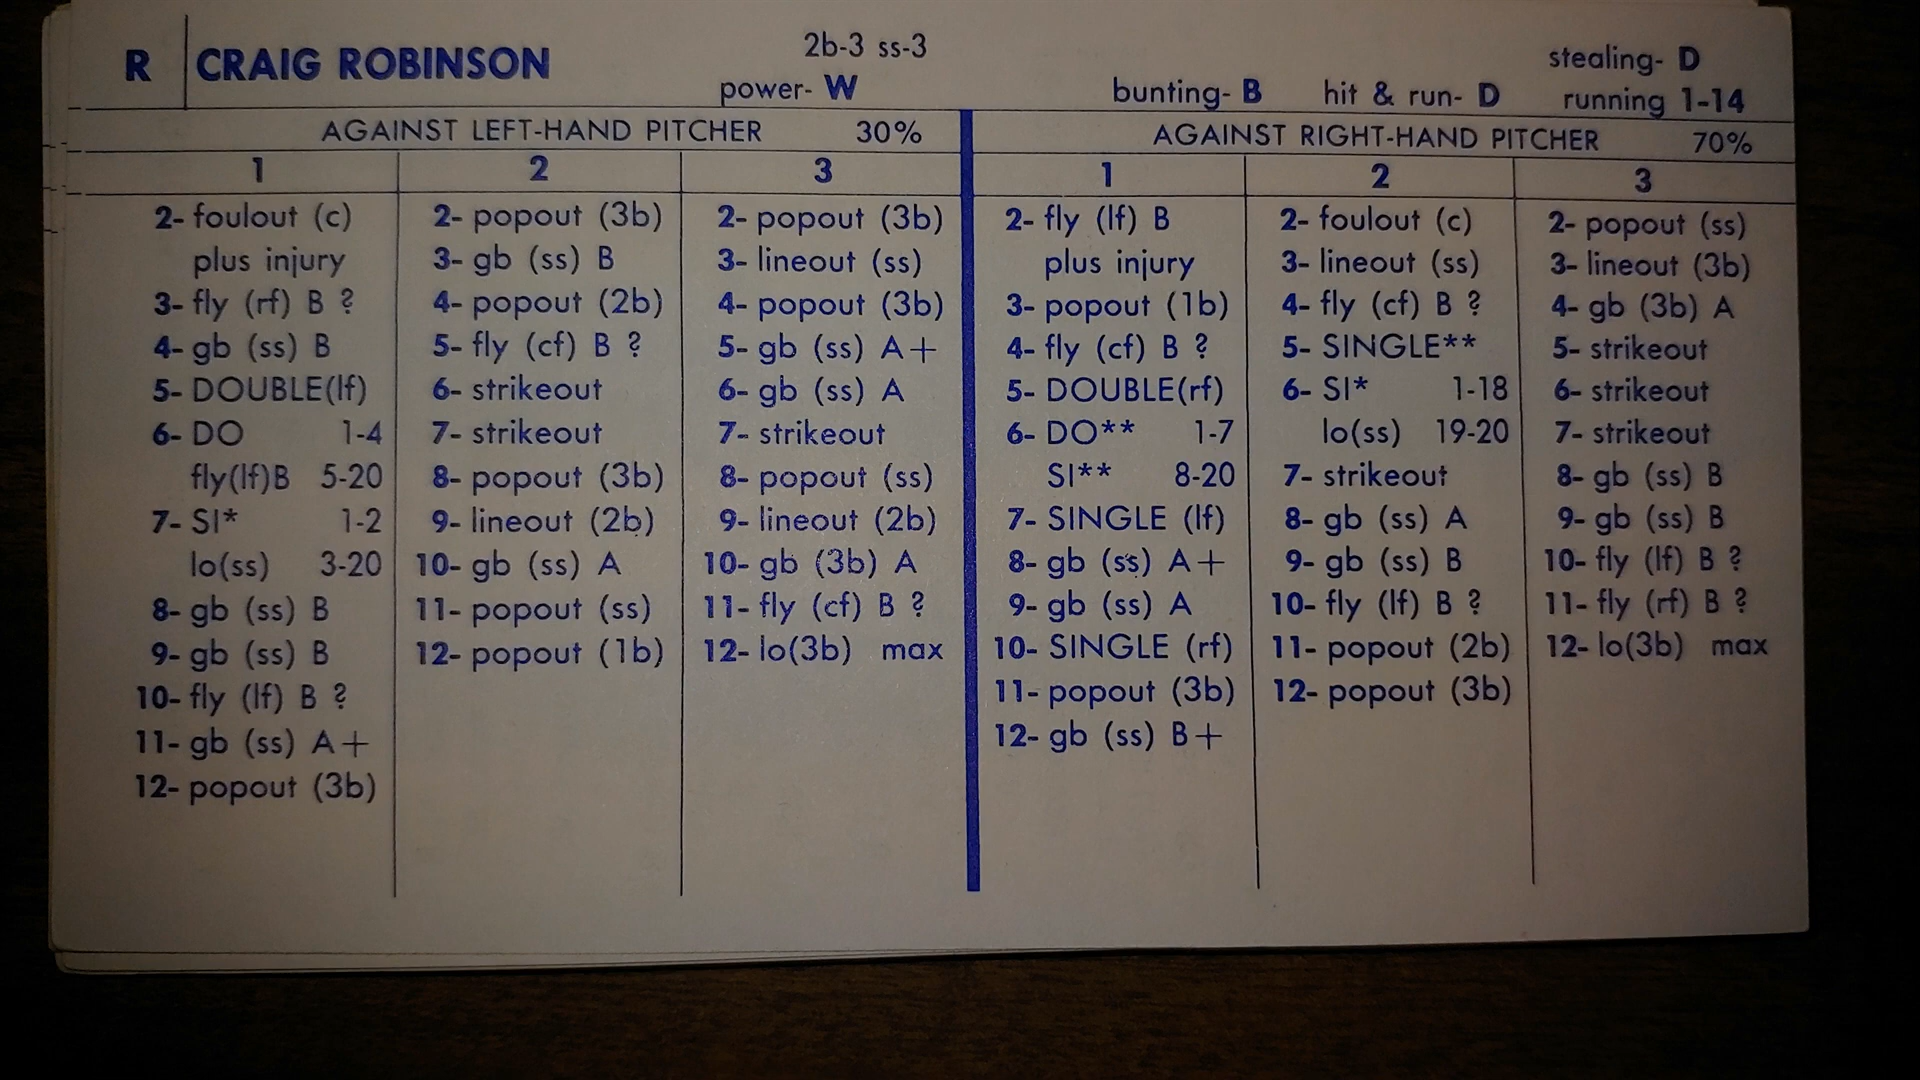 R CRAIG ROBINSON
2b-3 ss-3
power- W
bunting- B hit & run- D
stealing- D
running 1-14
AGAINST LEFT-HAND PITCHER 30%
1
2- foulout (c)
plus injury
3- fly (rf) B ?
4- gb (ss) B
5- DOUBLE(lf)
6- DO 1-4
fly(lf)B 5-20
7- SI* 1-2
lo(ss) 3-20
8- gb (ss) B
9- gb (ss) B
10- fly (lf) B ?
11- gb (ss) A+
12- popout (3b)
2
2- popout (3b)
3- gb (ss) B
4- popout (2b)
5- fly (cf) B ?
6- strikeout
7- strikeout
8- popout (3b)
9- lineout (2b)
10- gb (ss) A
11- popout (ss)
12- popout (1b)
3
2- popout (3b)
3- lineout (ss)
4- popout (3b)
5- gb (ss) A+
6- gb (ss) A
7- strikeout
8- popout (ss)
9- lineout (2b)
10- gb (3b) A
11- fly (cf) B ?
12- lo(3b) max
AGAINST RIGHT-HAND PITCHER 70%
1
2- fly (lf) B
plus injury
3- popout (1b)
4- fly (cf) B ?
5- DOUBLE(rf)
6- DO** 1-7
SI** 8-20
7- SINGLE (lf)
8- gb (ss) A+
9- gb (ss) A
10- SINGLE (rf)
11- popout (3b)
12- gb (ss) B+
2
2- foulout (c)
3- lineout (ss)
4- fly (cf) B ?
5- SINGLE**
6- SI* 1-18
lo(ss) 19-20
7- strikeout
8- gb (ss) A
9- gb (ss) B
10- fly (lf) B ?
11- popout (2b)
12- popout (3b)
3
2- popout (ss)
3- lineout (3b)
4- gb (3b) A
5- strikeout
6- strikeout
7- strikeout
8- gb (ss) B
9- gb (ss) B
10- fly (lf) B ?
11- fly (rf) B ?
12- lo(3b) max